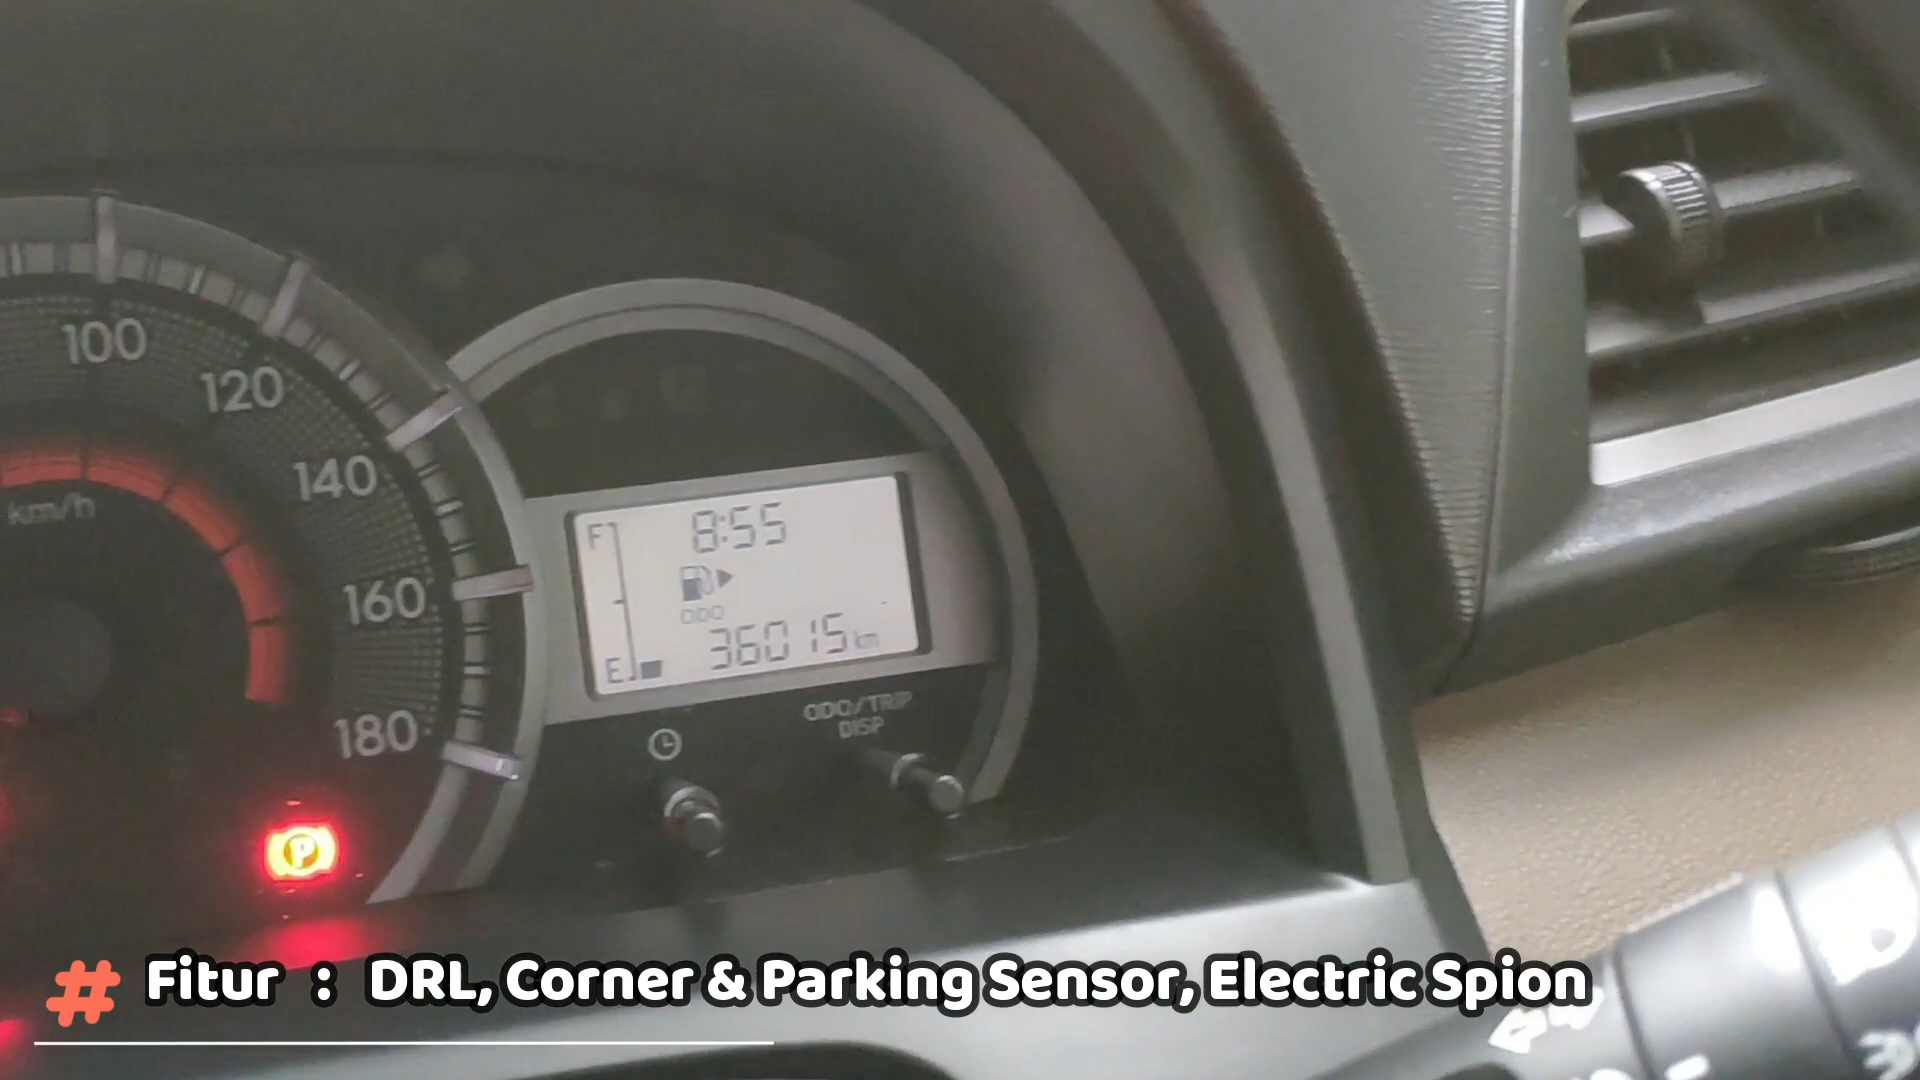 100
120
140
km/h
160
180
F
8:55
ODO
36015 km
E
ODO/TRIP
DISP
P
# Fitur : DRL, Corner & Parking Sensor, Electric Spion